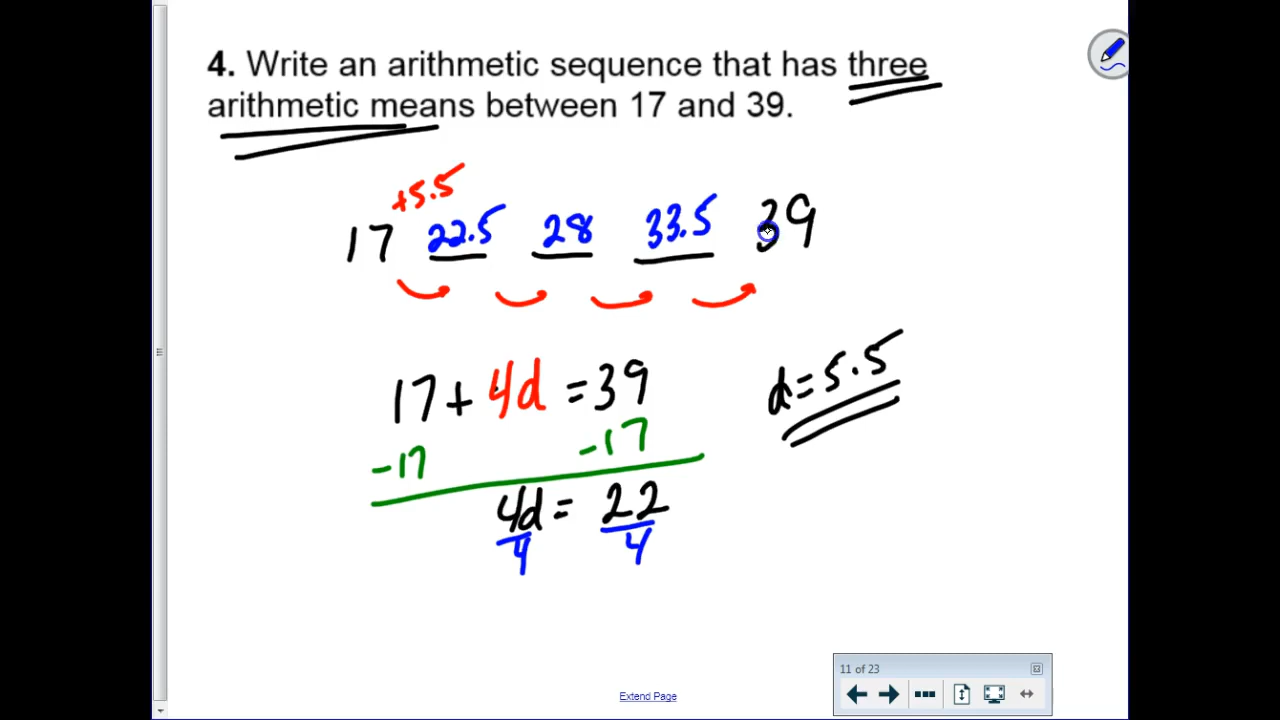 4. Write an arithmetic sequence that has three
arithmetic means between 17 and 39.
+5.5
17 22.5 28 33.5 39
17 + 4d = 39
d = 5.5
-17 -17
4d = 22
4 4
11 of 23
Extend Page